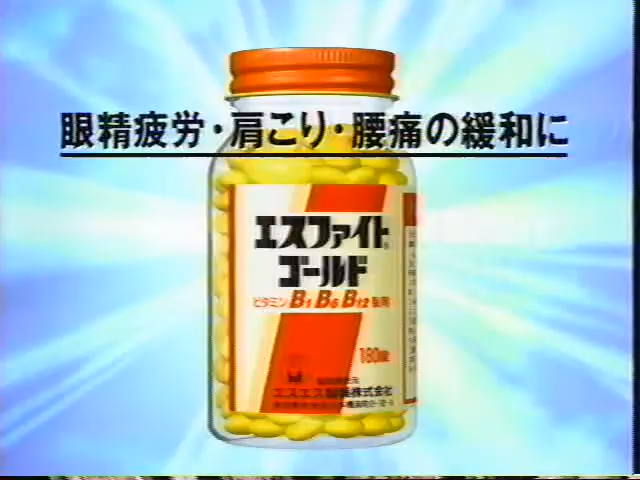 眼精疲労・肩こり・腰痛の緩和に
エスファイト
ゴールド
ビタミンB1 B6 B12製剤
180錠
エスエス製薬株式会社